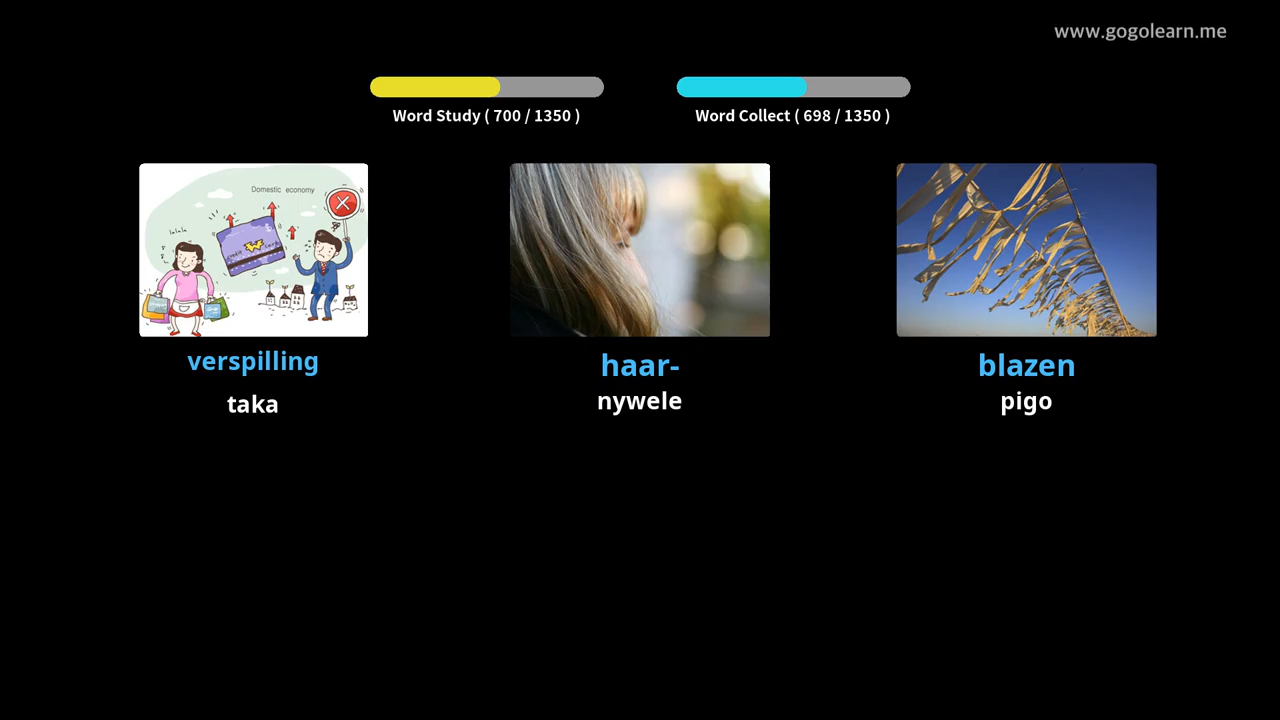 www.gogolearn.me
Word Study ( 700 / 1350 )
Word Collect ( 698 / 1350 )
Domestic economy
lalala
verspilling
haar-
blazen
taka
nywele
pigo